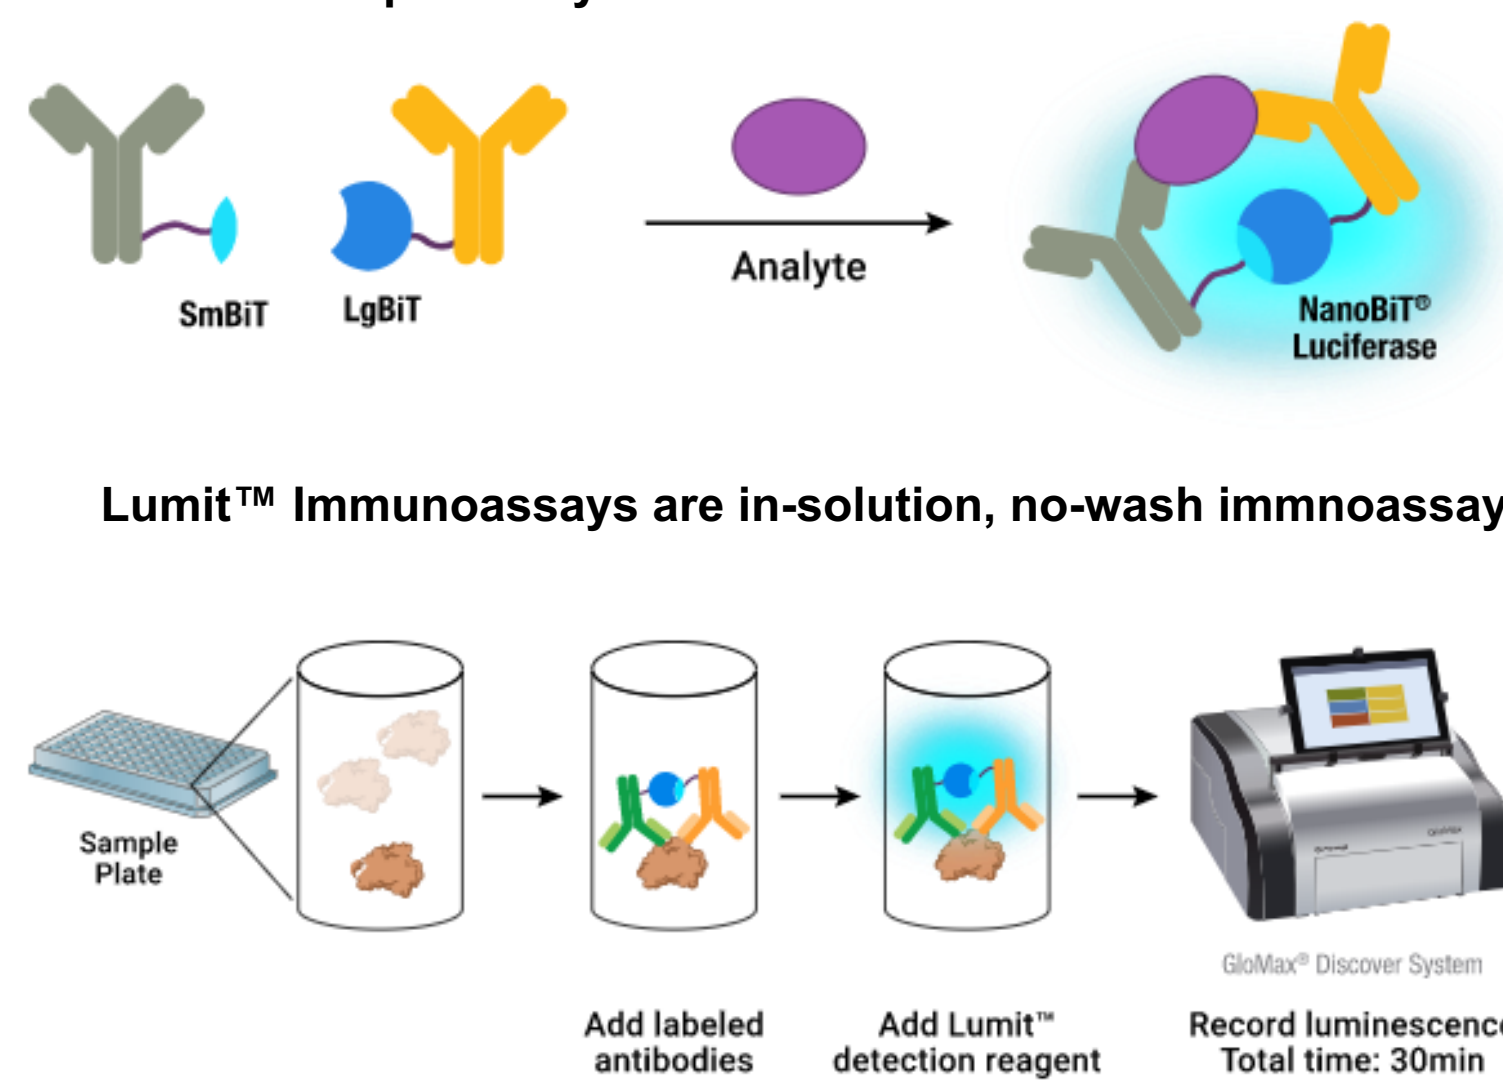 SmBiT
LgBiT
Analyte
NanoBiT®
Luciferase
Lumit™ Immunoassays are in-solution, no-wash immnoassay
Sample
Plate
GloMax® Discover System
Add labeled
antibodies
Add Lumit™
detection reagent
Record luminescence
Total time: 30min